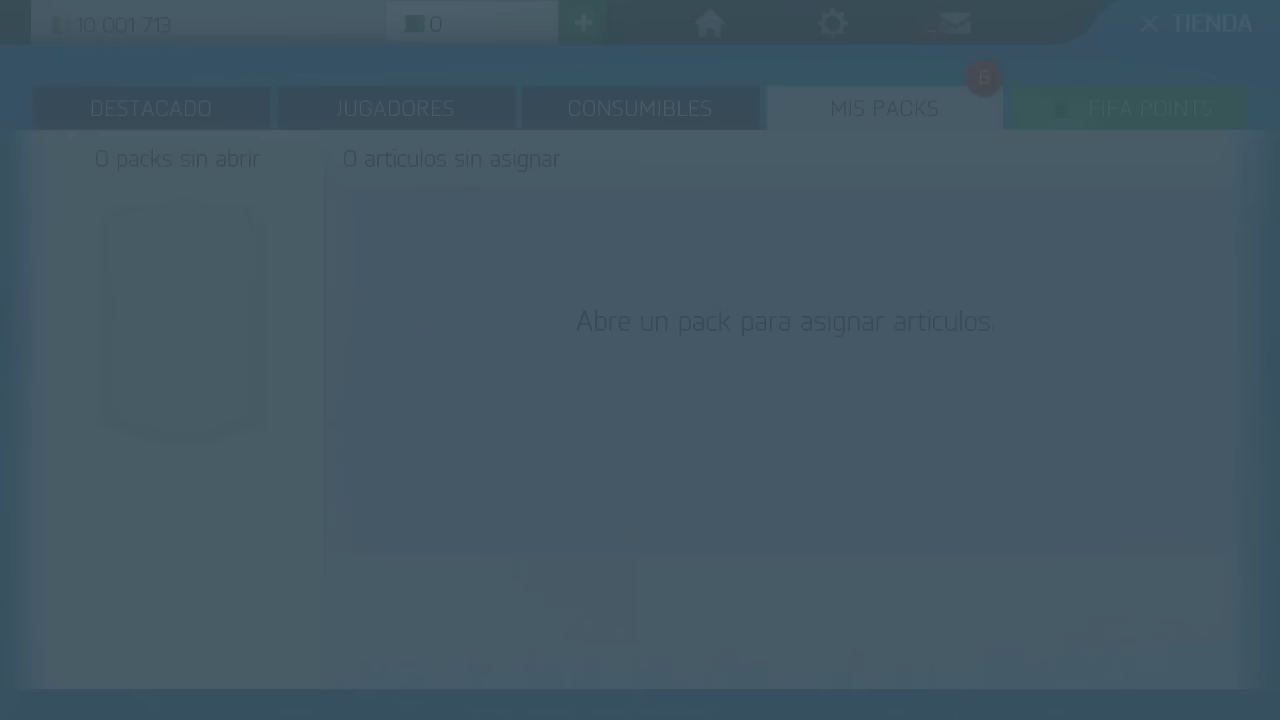 10 001 713
0
TIENDA
DESTACADO
JUGADORES
CONSUMIBLES
MIS PACKS
FIFA POINTS
0 packs sin abrir
0 artículos sin asignar
Abre un pack para asignar artículos.